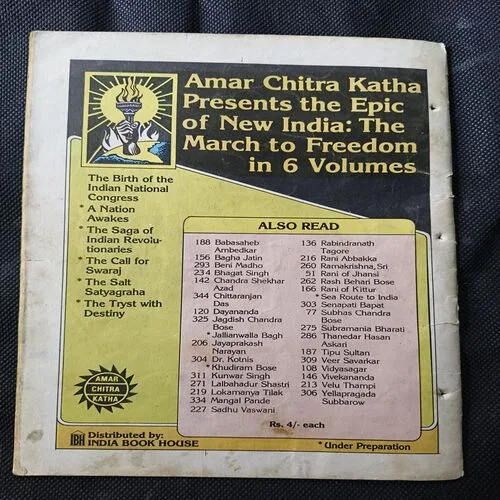 Amar Chitra Katha
Presents the Epic
of New India: The
March to Freedom
in 6 Volumes
The Birth of the
Indian National
Congress
* A Nation
Awakes
* The Saga of
Indian Revolu-
tionaries
* The Call for
Swaraj
* The Salt
Satyagraha
* The Tryst with
Destiny
AMAR
CHITRA
KATHA
ALSO READ
188 Babasaheb
Ambedkar
156 Bagha Jatin
293 Beni Madho
234 Bhagat Singh
142 Chandra Shekhar
Azad
344 Chittaranjan
Das
120 Dayananda
325 Jagdish Chandra
Bose
*Jallianwalla Bagh
206 Jayaprakash
Narayan
304 Dr. Kotnis
*Khudiram Bose
311 Kunwar Singh
271 Lalbahadur Shastri
219 Lokamanya Tilak
334 Mangal Pande
227 Sadhu Vaswani
136 Rabindranath
Tagore
216 Rani Abbakka
260 Ramakrishna, Sri
51 Rani of Jhansi
262 Rash Behari Bose
166 Rani of Kittur
*Sea Route to India
303 Senapati Bapat
77 Subhas Chandra
Bose
275 Subramania Bharati
286 Thanedar Hasan
Askari
187 Tipu Sultan
309 Veer Savarkar
108 Vidyasagar
146 Vivekananda
213 Velu Thampi
306 Yellapragada
Subbarow
Rs. 4/- each
IBH Distributed by:
INDIA BOOK HOUSE
*Under Preparation